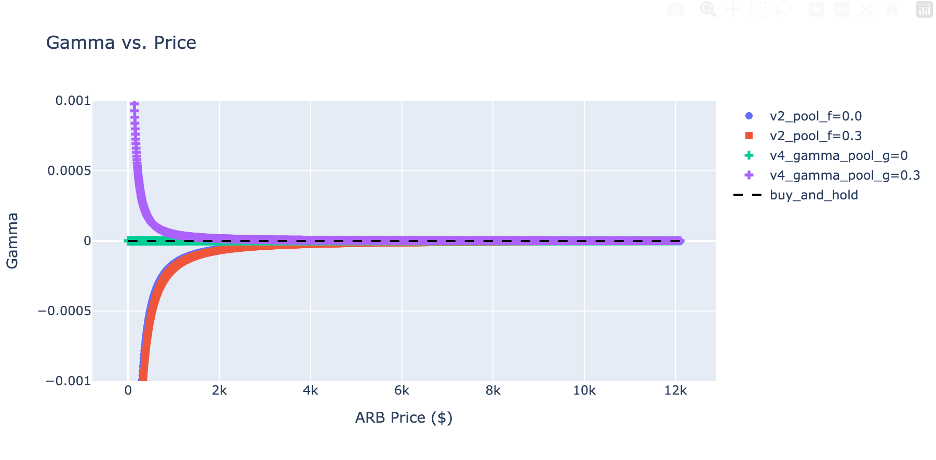 Gamma vs. Price
0.001
0.0005
0
−0.0005
−0.001
Gamma
0
2k
4k
6k
8k
10k
12k
ARB Price ($)
v2_pool_f=0.0
v2_pool_f=0.3
v4_gamma_pool_g=0
v4_gamma_pool_g=0.3
buy_and_hold